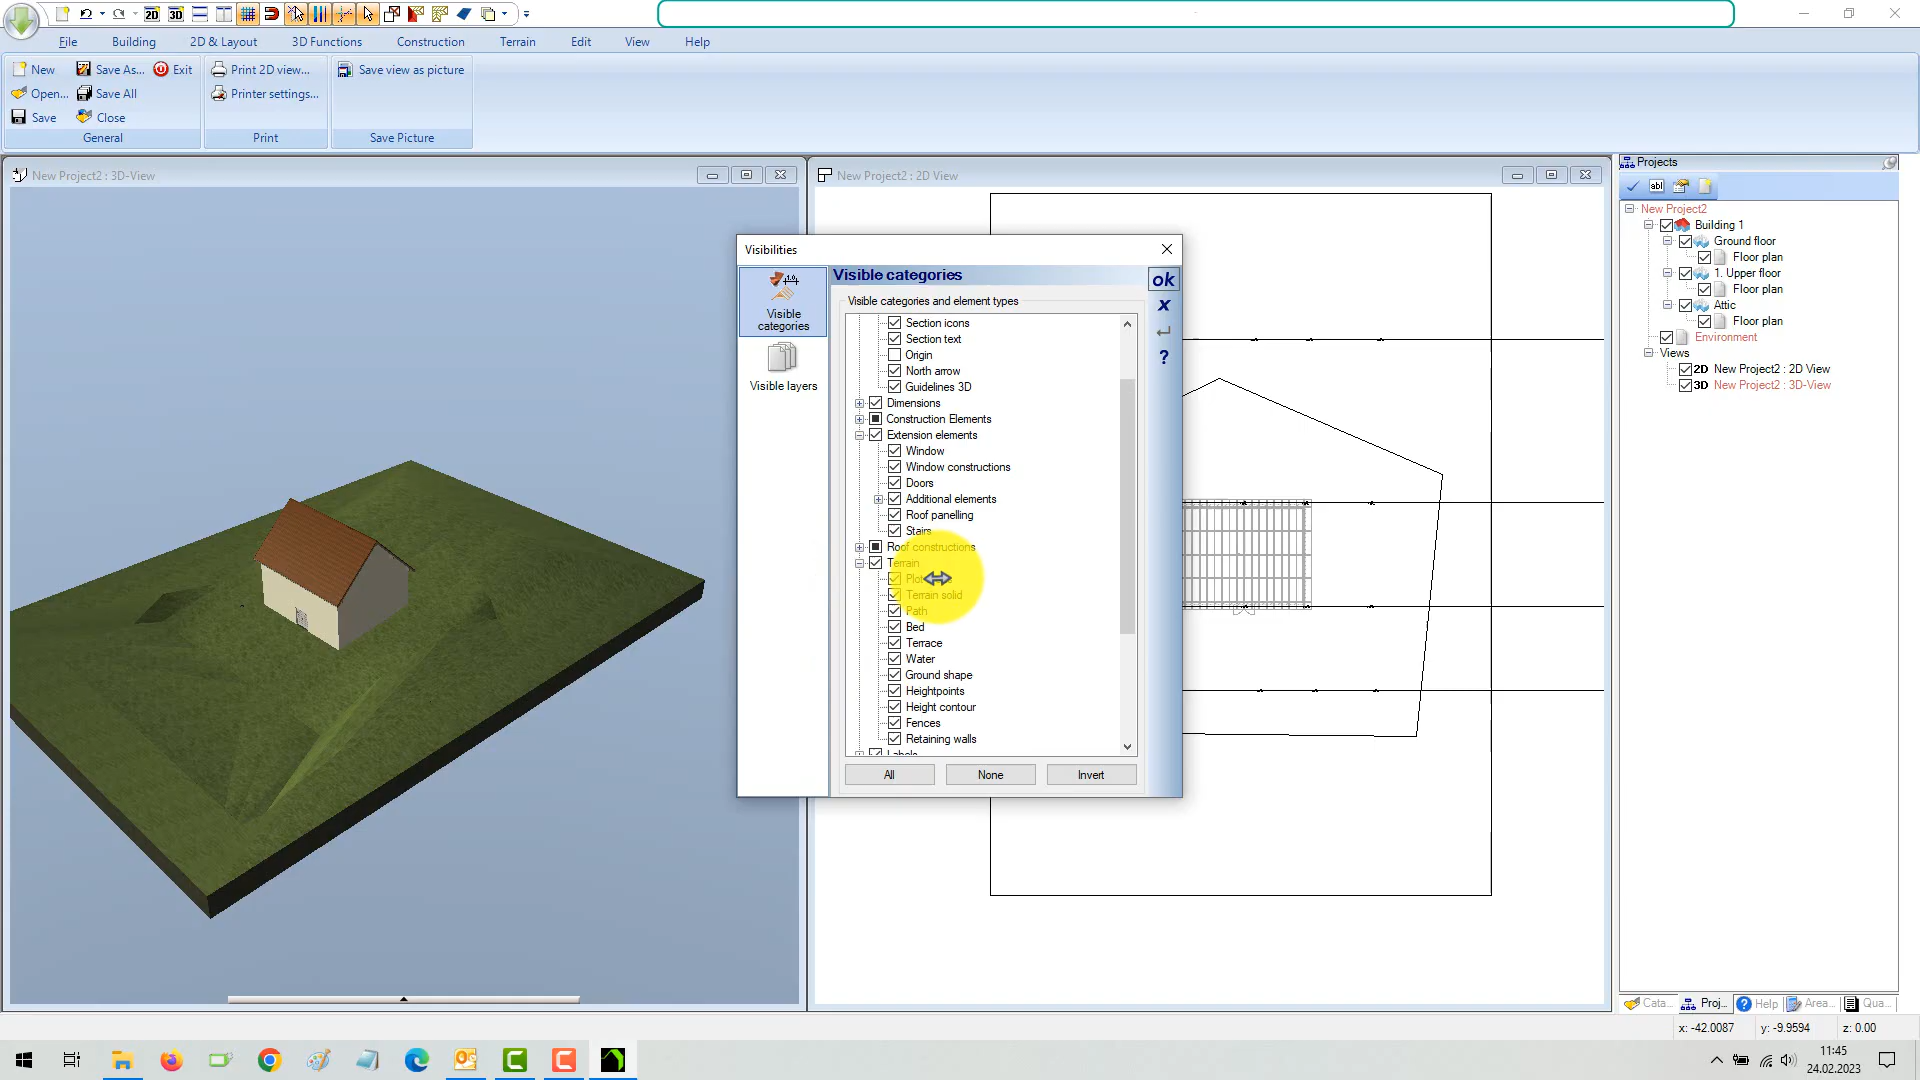 2D 3D
File Building 2D & Layout 3D Functions Construction Terrain Edit View Help
New Save As... Exit Print 2D view... Save view as picture
Open... Save All Printer settings...
Save Close
General Print Save Picture
New Project2 : 3D-View
New Project2 : 2D View
Visibilities
Visible categories
Visible layers
Visible categories
Visible categories and element types
Section icons
Section text
Origin
North arrow
Guidelines 3D
Dimensions
Construction Elements
Extension elements
Window
Window constructions
Doors
Additional elements
Roof panelling
Stairs
Roof constructions
Terrain
Terrain solid
Path
Bed
Terrace
Water
Ground shape
Heightpoints
Height contour
Fences
Retaining walls
Labels
All None Invert
ok
x
?
Projects
abl
New Project2
Building 1
Ground floor
Floor plan
1. Upper floor
Floor plan
Attic
Floor plan
Environment
Views
2D New Project2 : 2D View
3D New Project2 : 3D-View
Cata... Proj... Help Area... Qua...
x: -42.0087 y: -9.9594 z: 0.00
11:45
24.02.2023